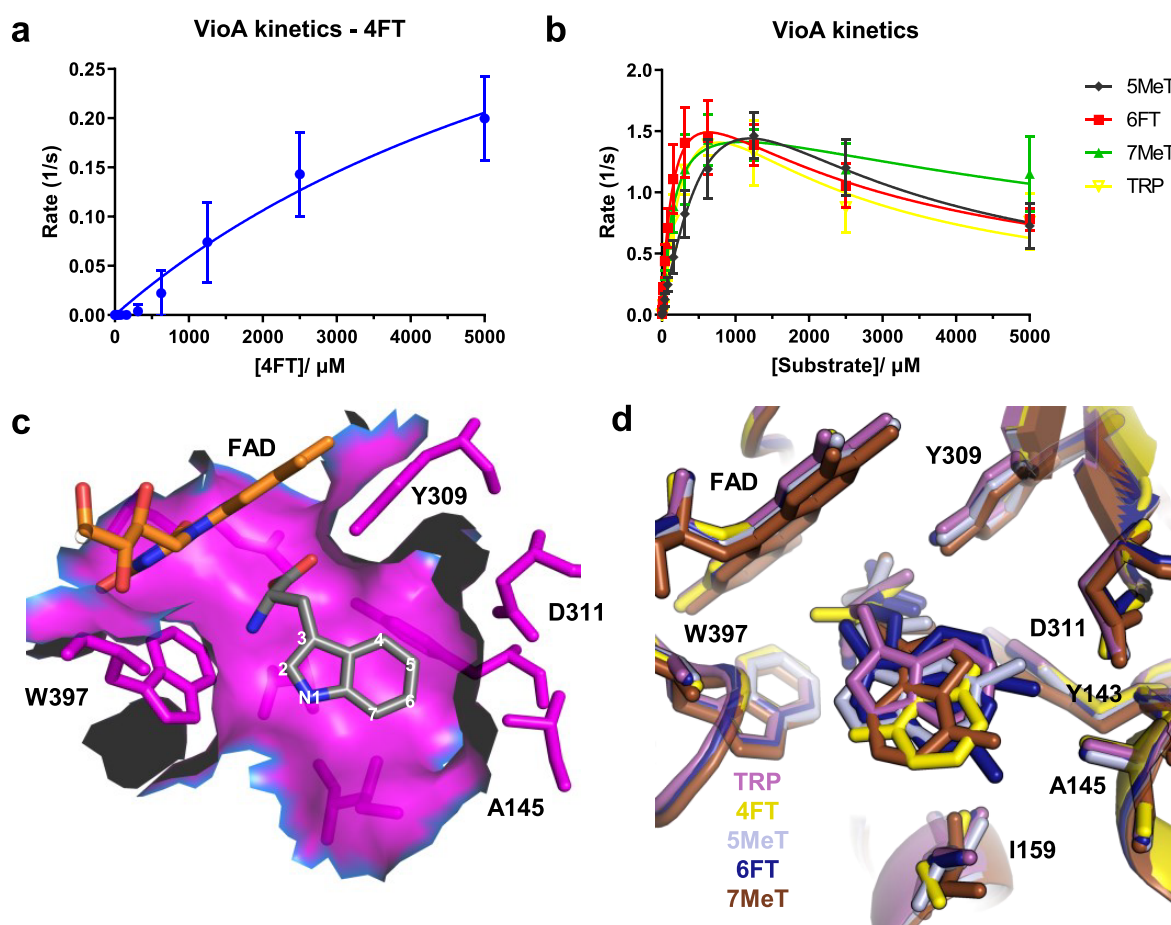 a
VioA kinetics - 4FT
0.25
0.20
0.15
0.10
0.05
0.00
Rate (1/s)
0
1000
2000
3000
4000
5000
[4FT]/ μM
b
VioA kinetics
2.0
1.5
1.0
0.5
0.0
Rate (1/s)
0
1000
2000
3000
4000
5000
[Substrate]/ μM
5MeT
6FT
7MeT
TRP
c
FAD
Y309
D311
W397
A145
3
4
2
5
N1
6
7
d
FAD
Y309
W397
D311
Y143
A145
I159
TRP
4FT
5MeT
6FT
7MeT